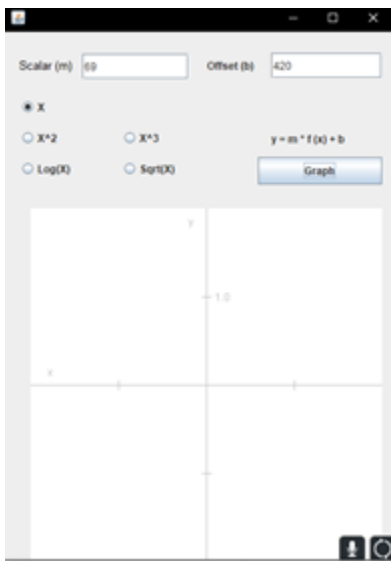 Scalar (m) 69 Offset (b) 420
X
X^2 X^3 y = m * f (x) + b
Log(X) Sqrt(X) Graph
Y
1.0
X